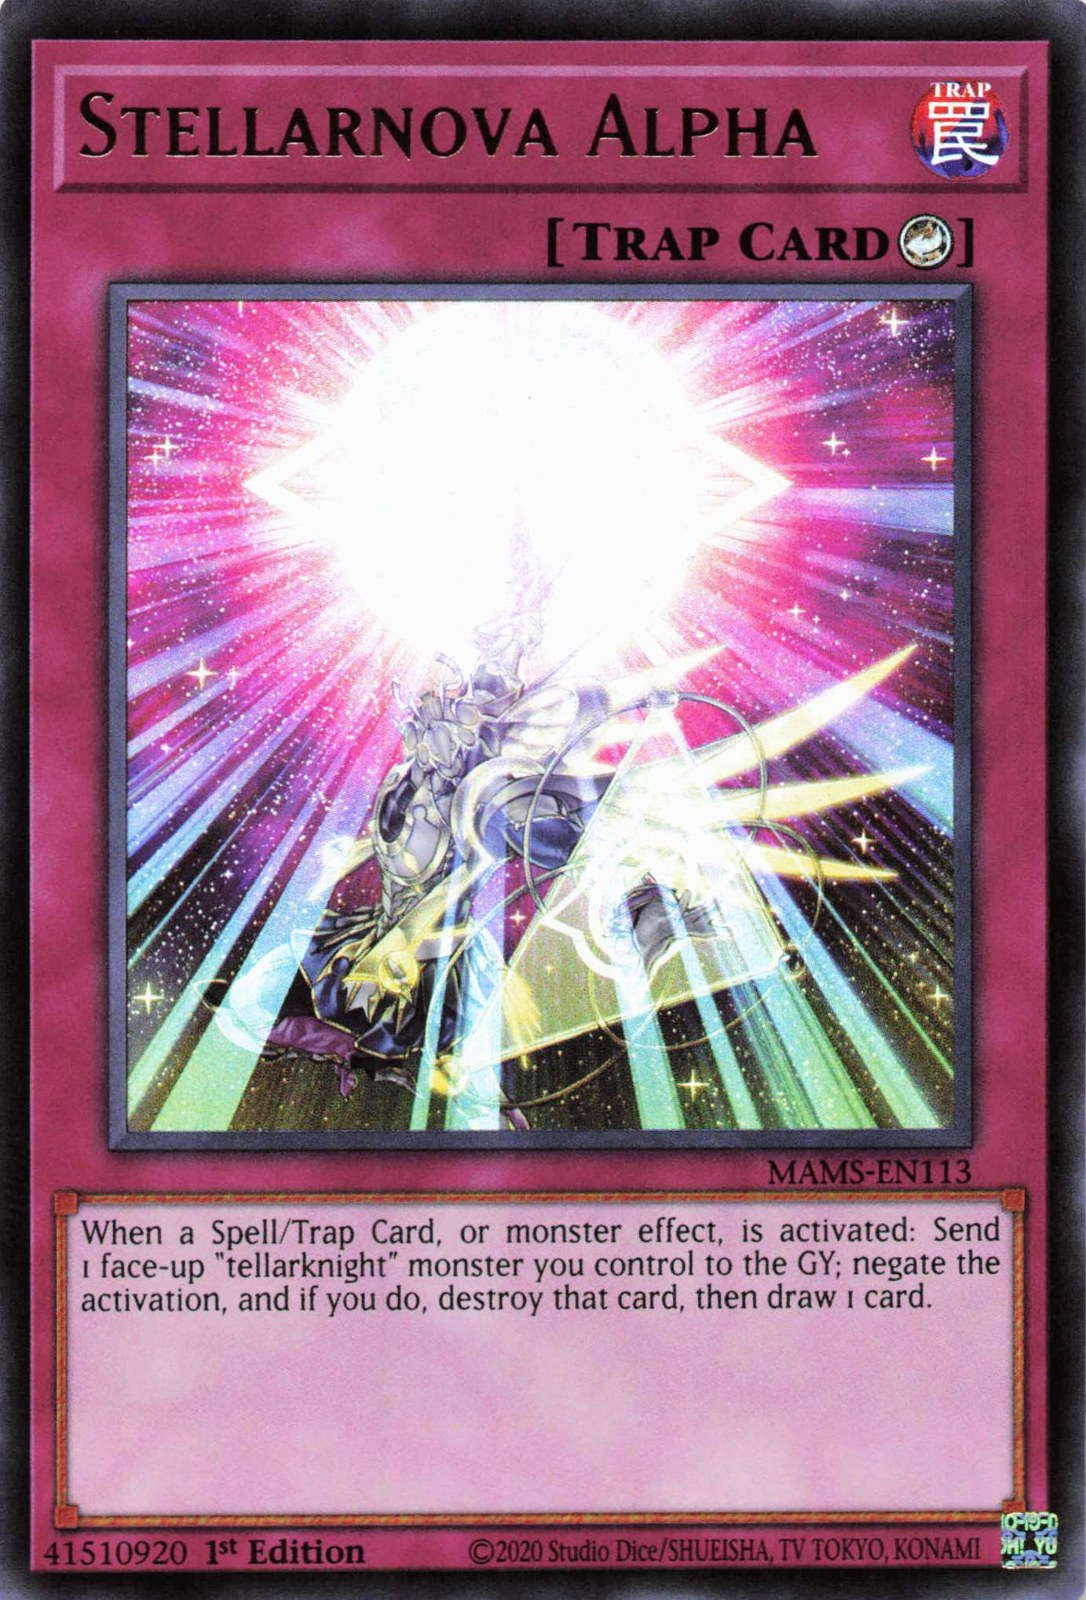 STELLARNOVA ALPHA
TRAP
罠
[TRAP CARD]
MAMS-EN113
When a Spell/Trap Card, or monster effect, is activated: Send
1 face-up "tellarknight" monster you control to the GY; negate the
activation, and if you do, destroy that card, then draw 1 card.
41510920 1st Edition ©2020 Studio Dice/SHUEISHA, TV TOKYO, KONAMI